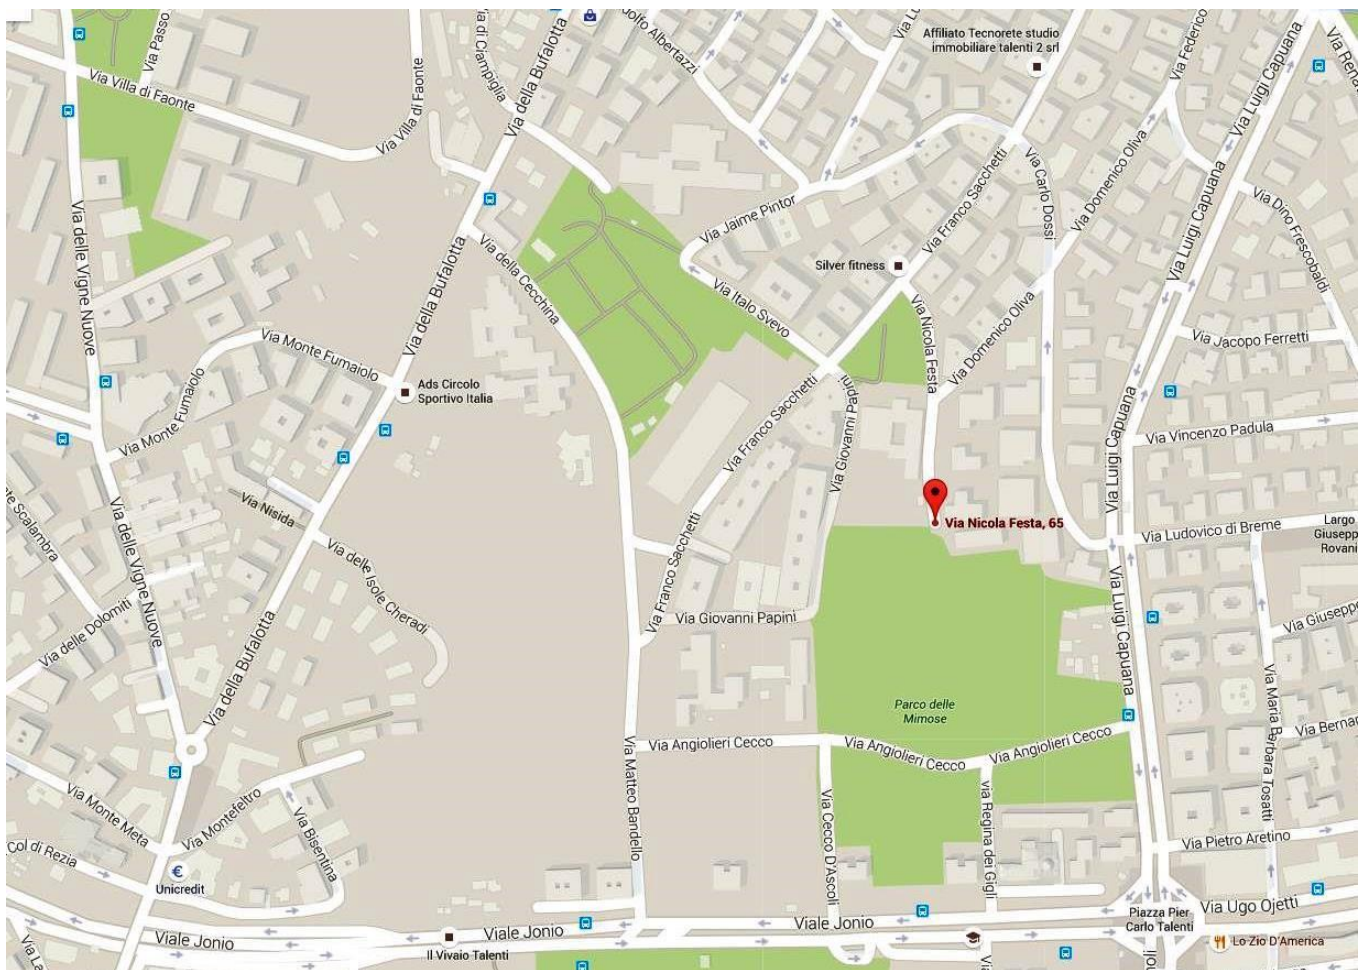 Affiliato Tecnorete studio
immobiliare talenti 2 srl
Via di Ciampiglia
Via della Bufalotta
Via Federico
Via Luigi Capuana
Via Villa di Faonte
Via Villa di Faonte
Via Luigi Capuana
Via Franco Sacchetti
Via Carlo Dossi
Via Domenico Oliva
Via Dino Frescobaldi
Via delle Vigne Nuove
Via Jaime Pintor
Via della Cecchina
Via della Bufalotta
Silver fitness
Via Italo Svevo
Via Nicola Festa
Via Domenico Oliva
Via Luigi Capuana
Via Jacopo Ferretti
Via Monte Fumaiolo
Via Monte Fumaiolo
Ads Circolo
Sportivo Italia
Via Franco Sacchetti
Via Giovanni Papini
Via Luigi Capuana
Via Vincenzo Padula
Via Nisida
Via Nicola Festa, 65
Via Ludovico di Breme
Largo
Giusepp
Rovani
Via delle Vigne Nuove
Via delle Isole Cheradi
Via Franco Sacchetti
Via Giovanni Papini
Via Luigi Capuana
Via Giuseppe
Via delle Dolomiti
Via della Bufalotta
Parco delle
Mimose
Via Maria Barbara Tosatti
Via Bernar
Via Angiolieri Cecco
Via Angiolieri Cecco
Via Angiolieri Cecco
Via Matteo Bandello
Via Monte Meta
Via Montefeltro
Via Bisentina
Via Cecco D'Ascoli
via Regina dei Gigli
Via Pietro Aretino
Col di Rezia
Unicredit
Viale Jonio
Viale Jonio
Viale Jonio
Il Vivaio Talenti
Piazza Pier
Carlo Talenti
Via Ugo Ojetti
Lo Zio D'America